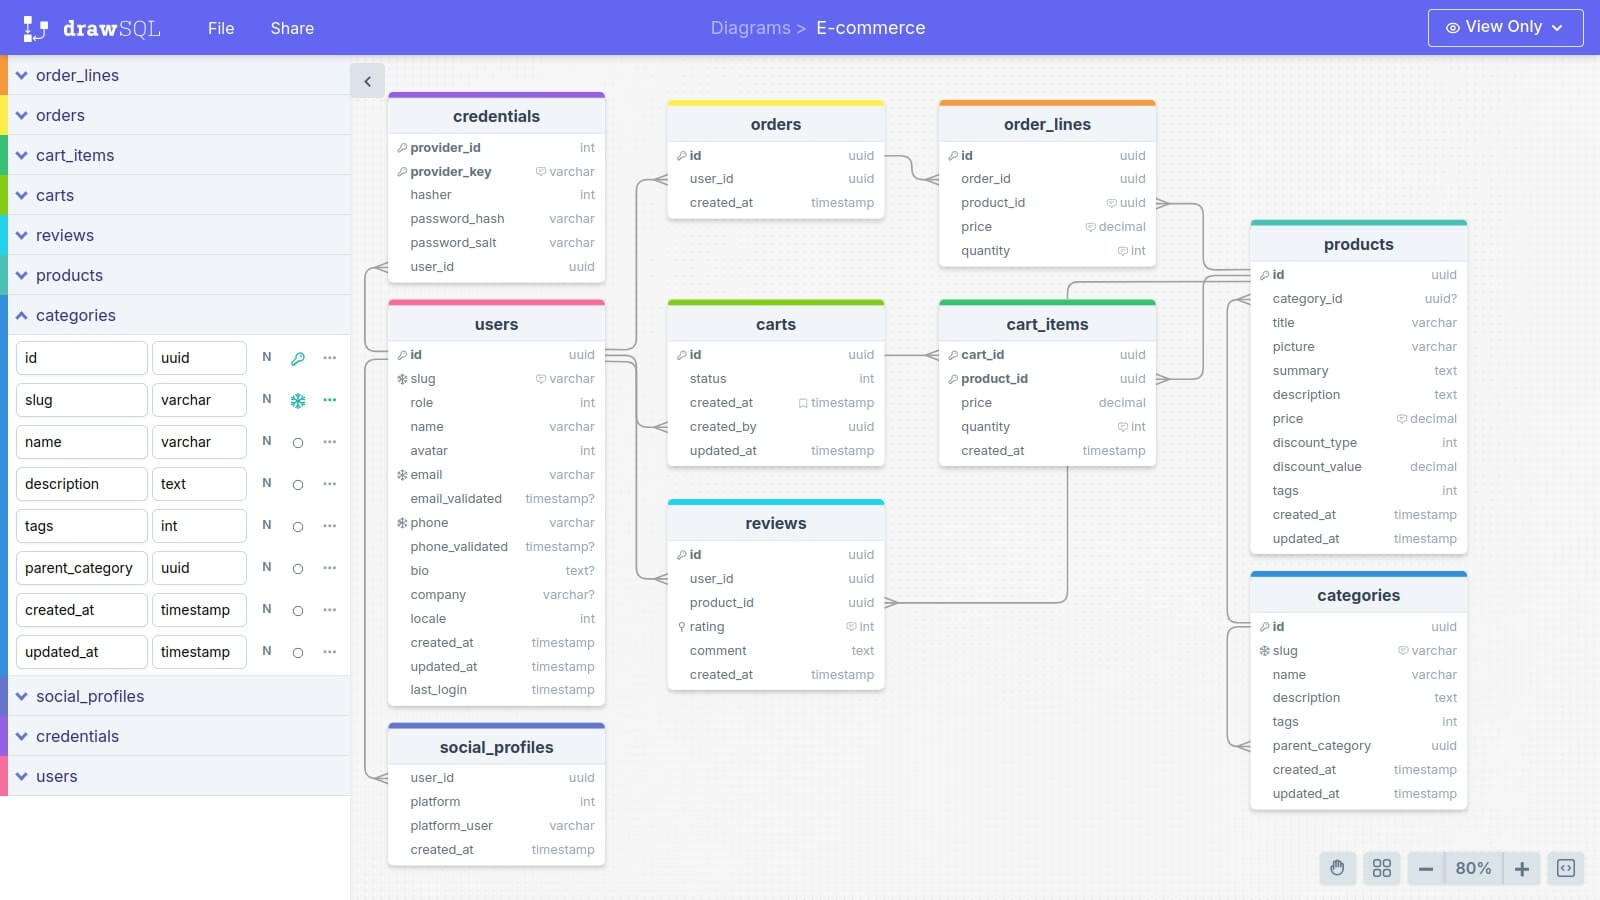 drawSQL
File
Share
Diagrams > E-commerce
View Only
order_lines
orders
cart_items
carts
reviews
products
categories
id uuid N
slug varchar N
name varchar N
description text N
tags int N
parent_category uuid N
created_at timestamp N
updated_at timestamp N
social_profiles
credentials
users
credentials
provider_id int
provider_key varchar
hasher int
password_hash varchar
password_salt varchar
user_id uuid
users
id uuid
slug varchar
role int
name varchar
avatar int
email varchar
email_validated timestamp?
phone varchar
phone_validated timestamp?
bio text?
company varchar?
locale int
created_at timestamp
updated_at timestamp
last_login timestamp
social_profiles
user_id uuid
platform int
platform_user varchar
created_at timestamp
orders
id uuid
user_id uuid
created_at timestamp
carts
id uuid
status int
created_at timestamp
created_by uuid
updated_at timestamp
reviews
id uuid
user_id uuid
product_id uuid
rating int
comment text
created_at timestamp
order_lines
id uuid
order_id uuid
product_id uuid
price decimal
quantity int
cart_items
cart_id uuid
product_id uuid
price decimal
quantity int
created_at timestamp
products
id uuid
category_id uuid?
title varchar
picture varchar
summary text
description text
price decimal
discount_type int
discount_value decimal
tags int
created_at timestamp
updated_at timestamp
categories
id uuid
slug varchar
name varchar
description text
tags int
parent_category uuid
created_at timestamp
updated_at timestamp
80%